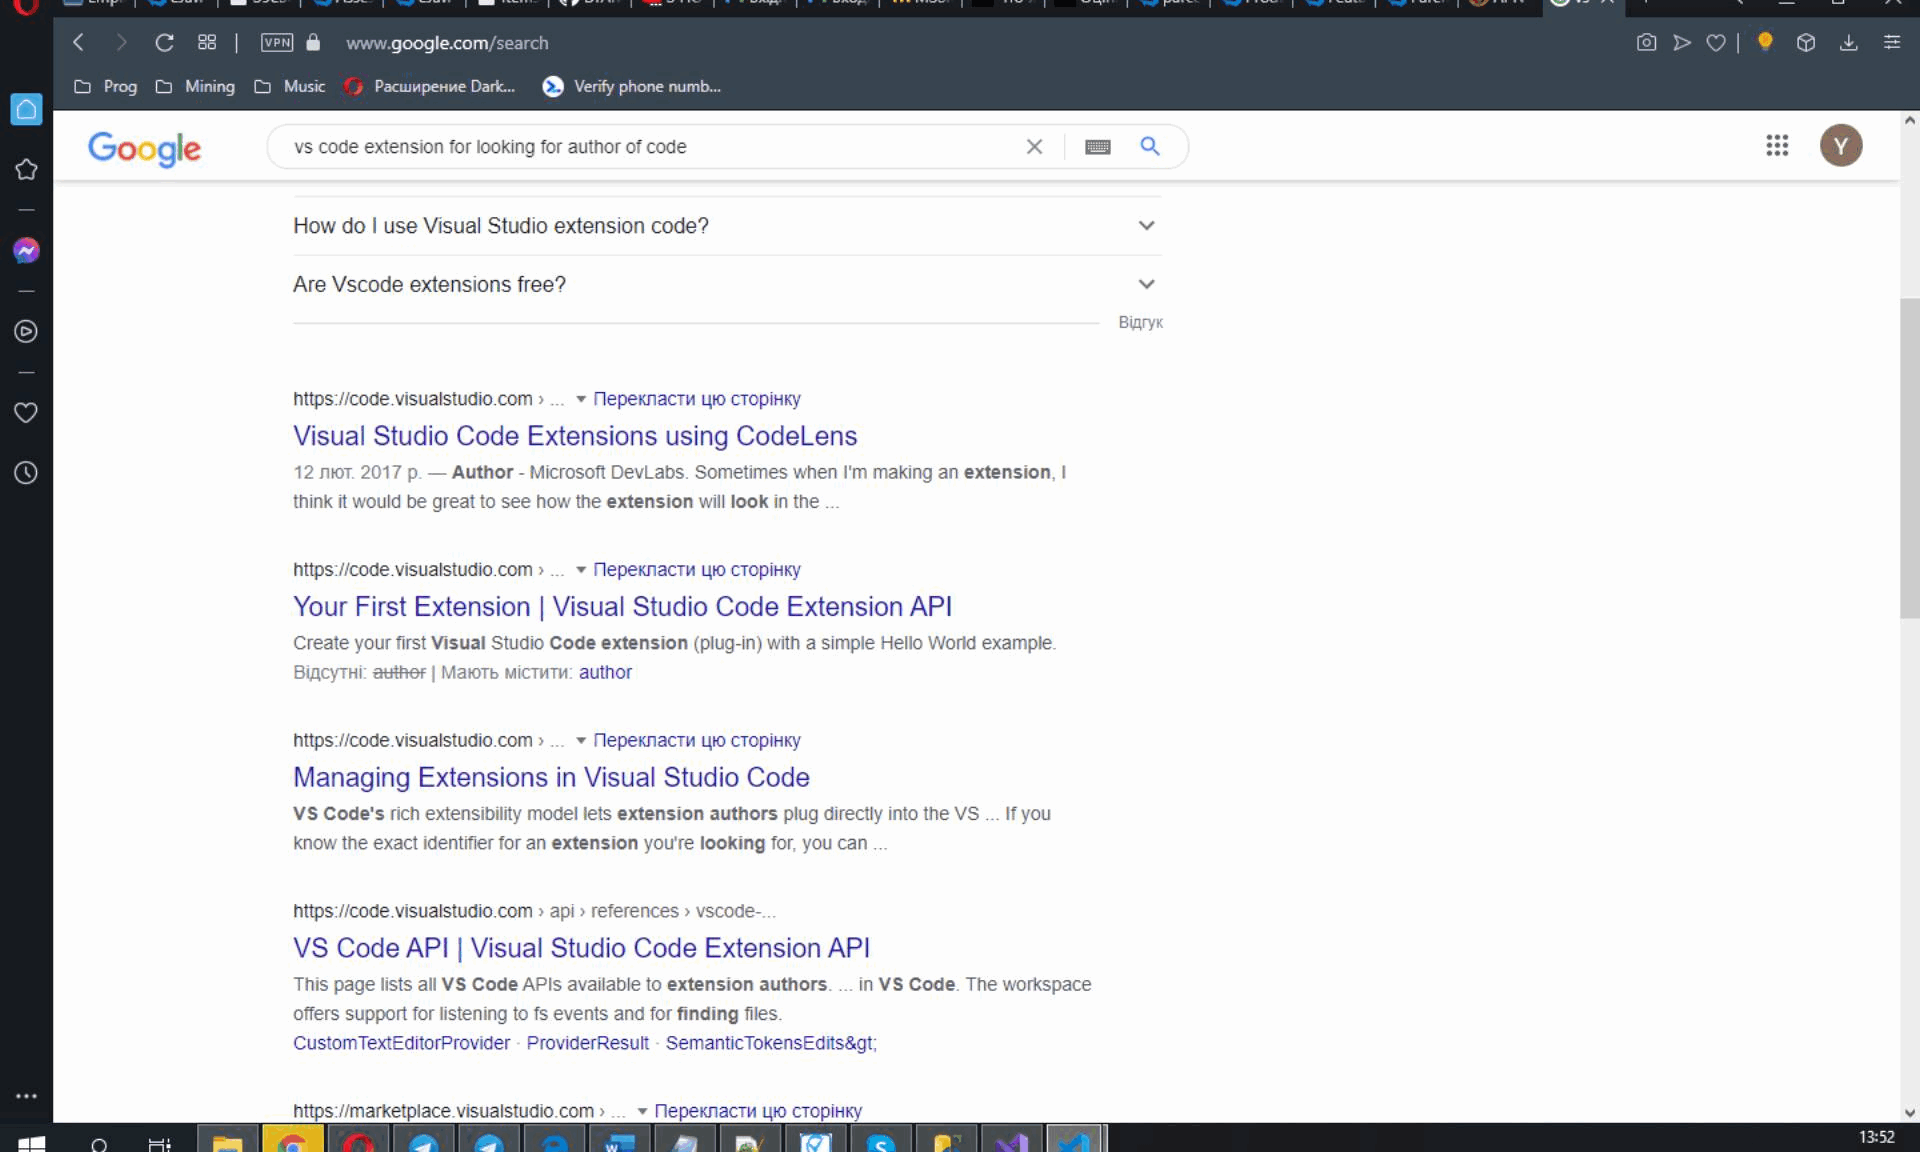 VPN
www.google.com/search
Prog
Mining
Music
Расширение Dark...
Verify phone numb...
Google
vs code extension for looking for author of code
Y
How do I use Visual Studio extension code?
Are Vscode extensions free?
Відгук
https://code.visualstudio.com › ... Перекласти цю сторінку
Visual Studio Code Extensions using CodeLens
12 лют. 2017 р. — Author - Microsoft DevLabs. Sometimes when I'm making an extension, I
think it would be great to see how the extension will look in the ...
https://code.visualstudio.com › ... Перекласти цю сторінку
Your First Extension | Visual Studio Code Extension API
Create your first Visual Studio Code extension (plug-in) with a simple Hello World example.
Відсутні: author | Мають містити: author
https://code.visualstudio.com › ... Перекласти цю сторінку
Managing Extensions in Visual Studio Code
VS Code's rich extensibility model lets extension authors plug directly into the VS ... If you
know the exact identifier for an extension you're looking for, you can ...
https://code.visualstudio.com › api › references › vscode-...
VS Code API | Visual Studio Code Extension API
This page lists all VS Code APIs available to extension authors. ... in VS Code. The workspace
offers support for listening to fs events and for finding files.
CustomTextEditorProvider · ProviderResult · SemanticTokensEdits&gt;
https://marketplace.visualstudio.com › ... Перекласти цю сторінку
13:52